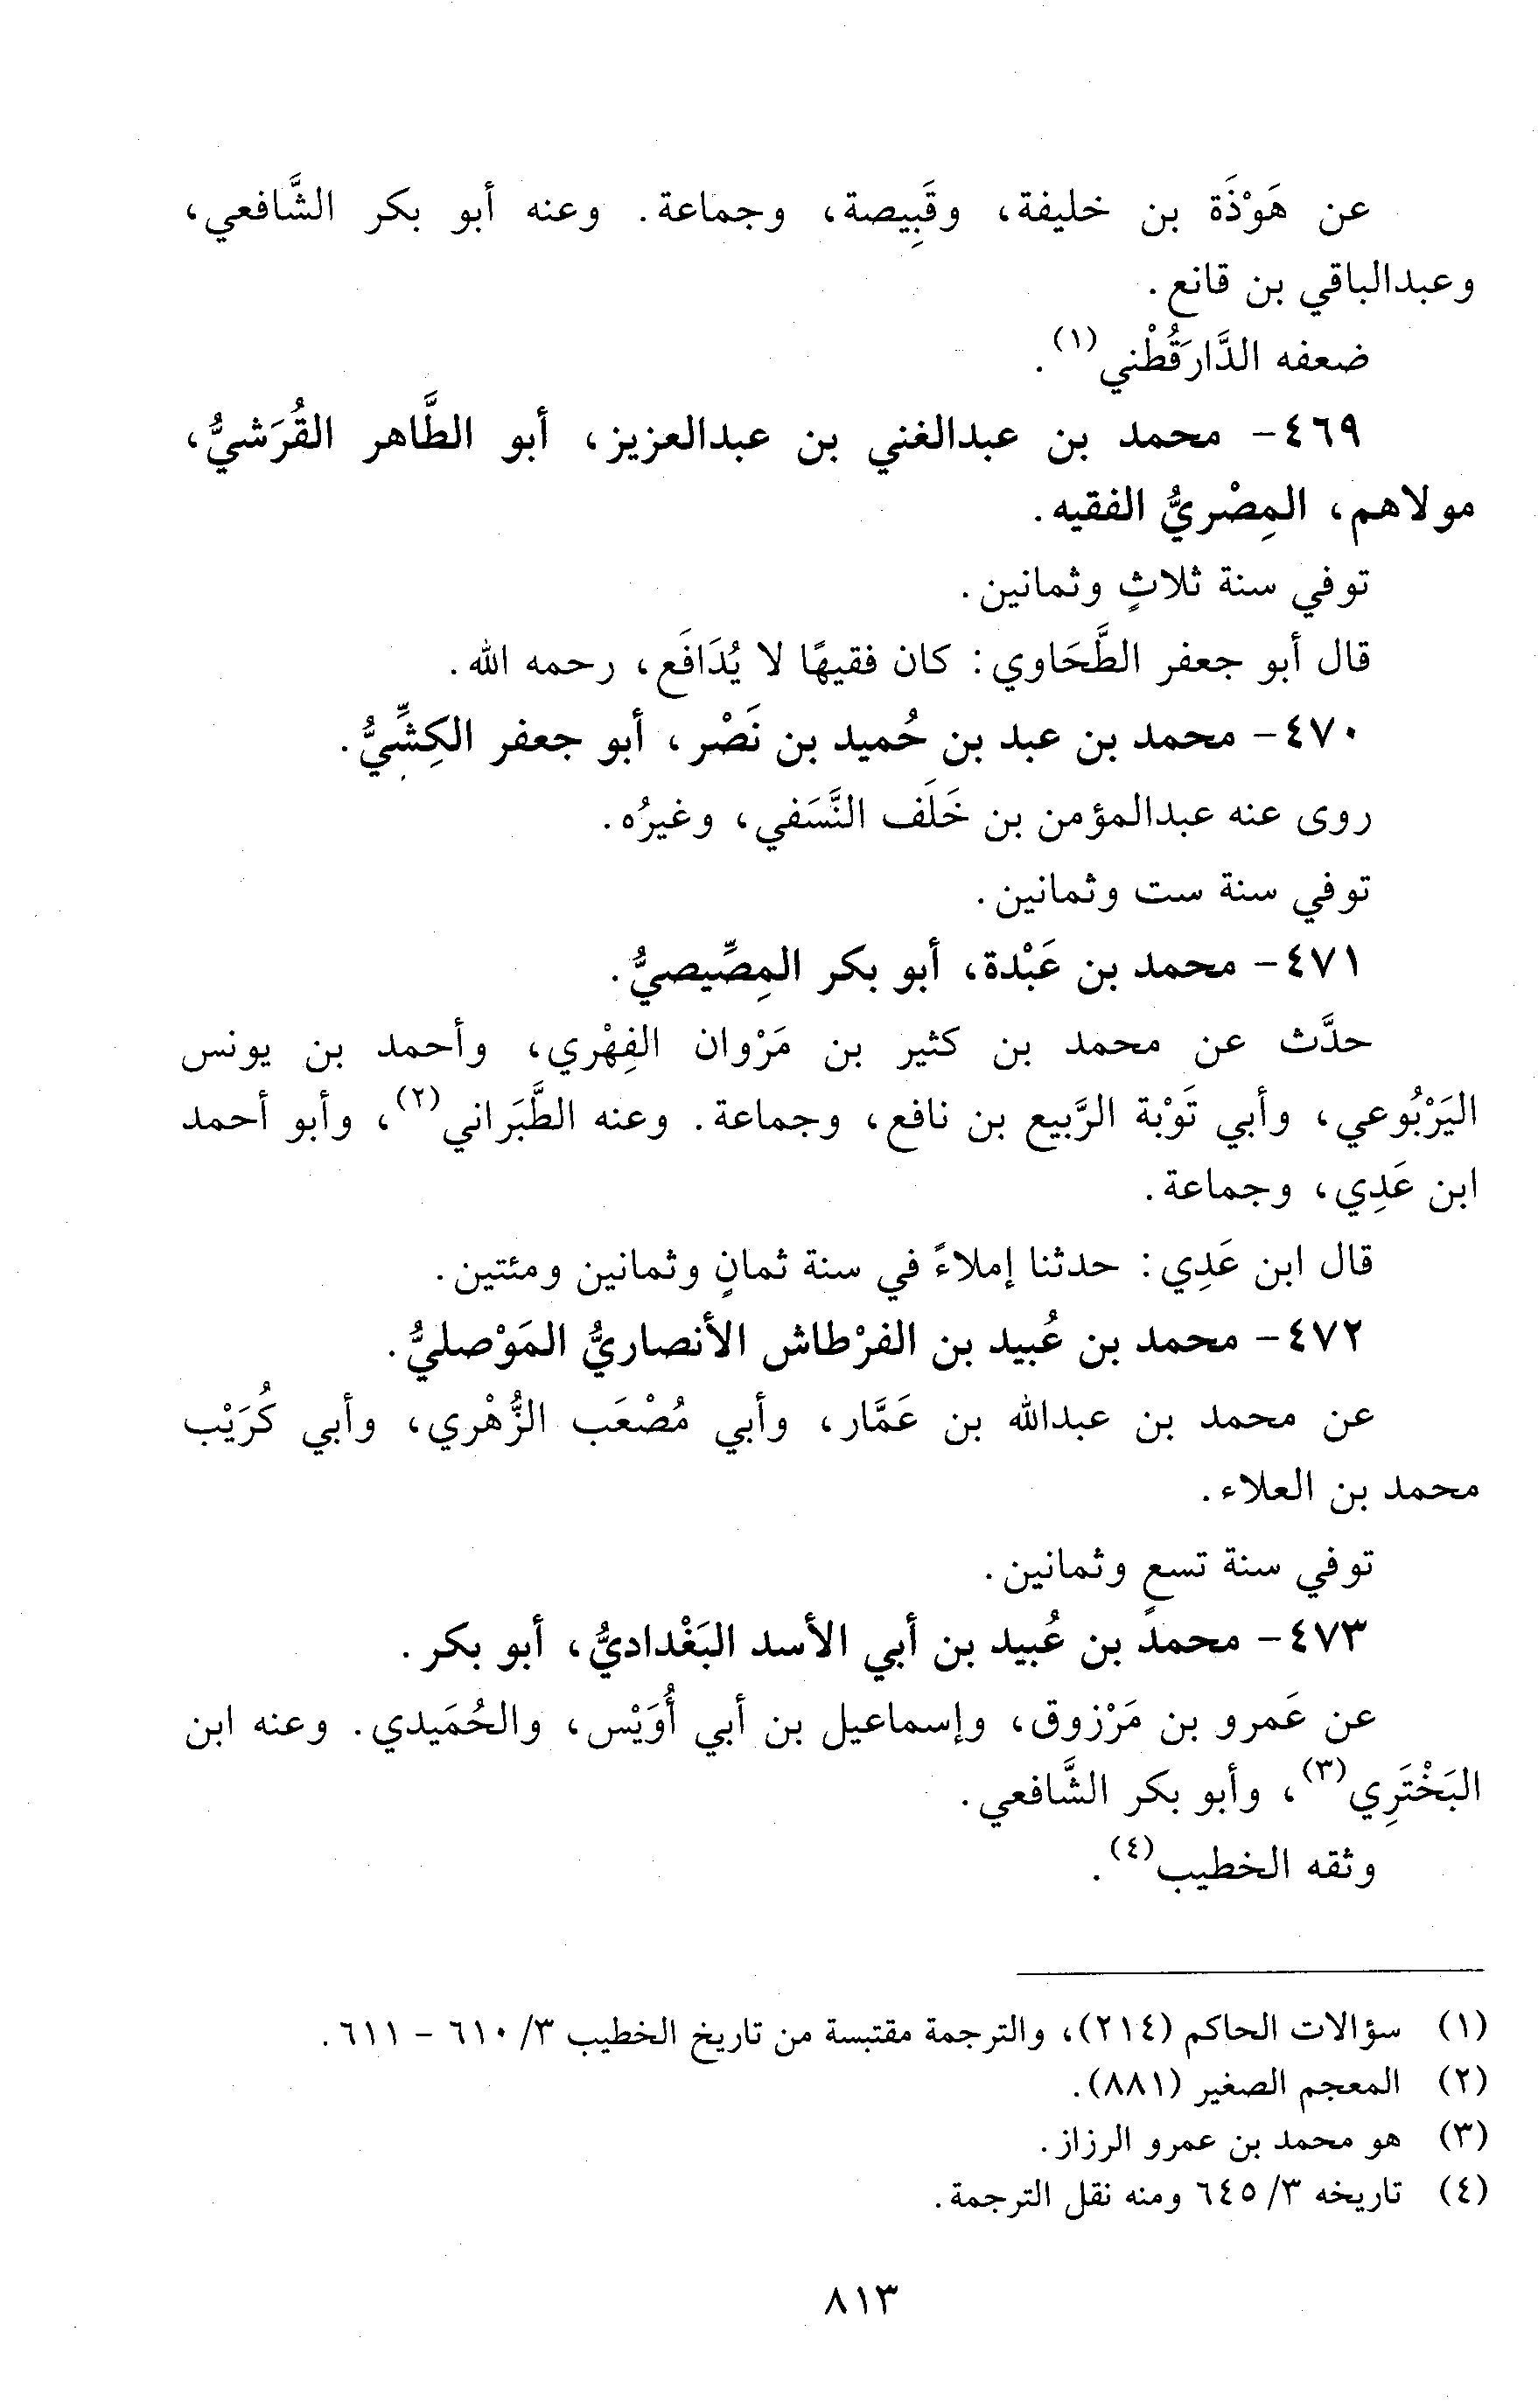 عن هَوْذَة بن خليفة، وقَبِيصة، وجماعة. وعنه أبو بكر الشَّافعي،
وعبدالباقي بن قانع.
ضعفه الدَّارَقُطْني(١).
٤٦٩- محمد بن عبدالغني بن عبدالعزيز، أبو الطَّاهر القُرَشيُّ،
مولاهم، المِصْريُّ الفقيه.
توفي سنة ثلاثٍ وثمانين.
قال أبو جعفر الطَّحَاوي: كان فقيهًا لا يُدَافَع، رحمه الله.
٤٧٠- محمد بن عبد بن حُميد بن نَصْر، أبو جعفر الكِشِّيُّ.
روى عنه عبدالمؤمن بن خَلَف النَّسَفي، وغيرُه.
توفي سنة ست وثمانين.
٤٧١- محمد بن عَبْدة، أبو بكر المِصِّيصيُّ.
حدَّث عن محمد بن كثير بن مَرْوان الفِهْري، وأحمد بن يونس
اليَرْبُوعي، وأبي تَوْبة الرَّبيع بن نافع، وجماعة. وعنه الطَّبَراني(٢)، وأبو أحمد
ابن عَدِي، وجماعة.
قال ابن عَدِي: حدثنا إملاءً في سنة ثمانٍ وثمانين ومئتين.
٤٧٢- محمد بن عُبيد بن الفرْطاش الأنصاريُّ المَوْصليُّ.
عن محمد بن عبدالله بن عَمَّار، وأبي مُصْعَب الزُّهْري، وأبي كُرَيْب
محمد بن العلاء.
توفي سنة تسعٍ وثمانين.
٤٧٣- محمد بن عُبيد بن أبي الأسد البَغْداديُّ، أبو بكر.
عن عَمرو بن مَرْزوق، وإسماعيل بن أبي أُوَيْس، والحُمَيدي. وعنه ابن
البَخْتَرِي(٣)، وأبو بكر الشَّافعي.
وثقه الخطيب(٤).
(١) سؤالات الحاكم (٢١٤)، والترجمة مقتبسة من تاريخ الخطيب ٣/ ٦١٠ - ٦١١.
(٢) المعجم الصغير (٨٨١).
(٣) هو محمد بن عمرو الرزاز.
(٤) تاريخه ٣/ ٦٤٥ ومنه نقل الترجمة.
٨١٣